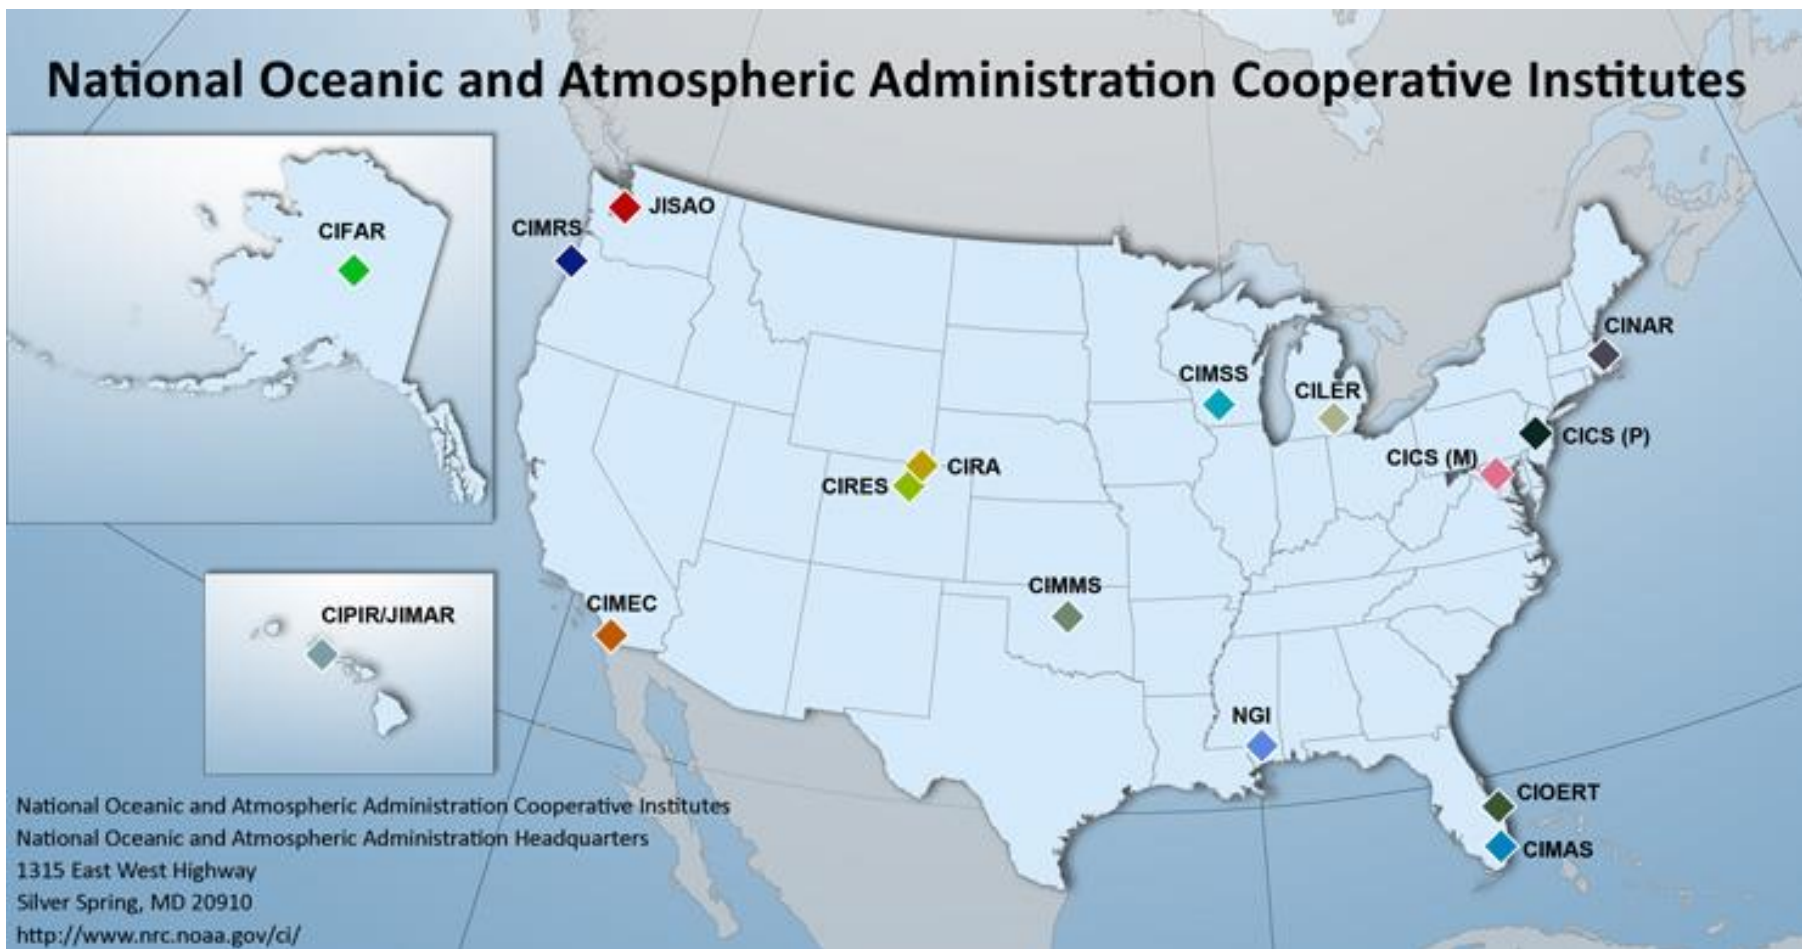 National Oceanic and Atmospheric Administration Cooperative Institutes
CIFAR
JISAO
CIMRS
CINAR
CIMSS
CILER
CICS (P)
CICS (M)
CIRA
CIRES
CIMMS
CIMEC
CIPIR/JIMAR
NGI
CIOERT
CIMAS
National Oceanic and Atmospheric Administration Cooperative Institutes
National Oceanic and Atmospheric Administration Headquarters
1315 East West Highway
Silver Spring, MD 20910
http://www.nrc.noaa.gov/ci/